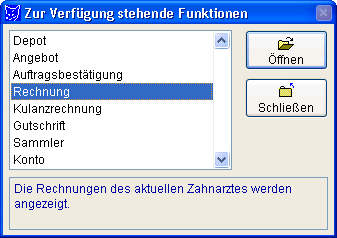 Zur Verfügung stehende Funktionen
Depot
Angebot
Auftragsbestätigung
Rechnung
Kulanzrechnung
Gutschrift
Sammler
Konto
Öffnen
Schließen
Die Rechnungen des aktuellen Zahnarztes werden
angezeigt.